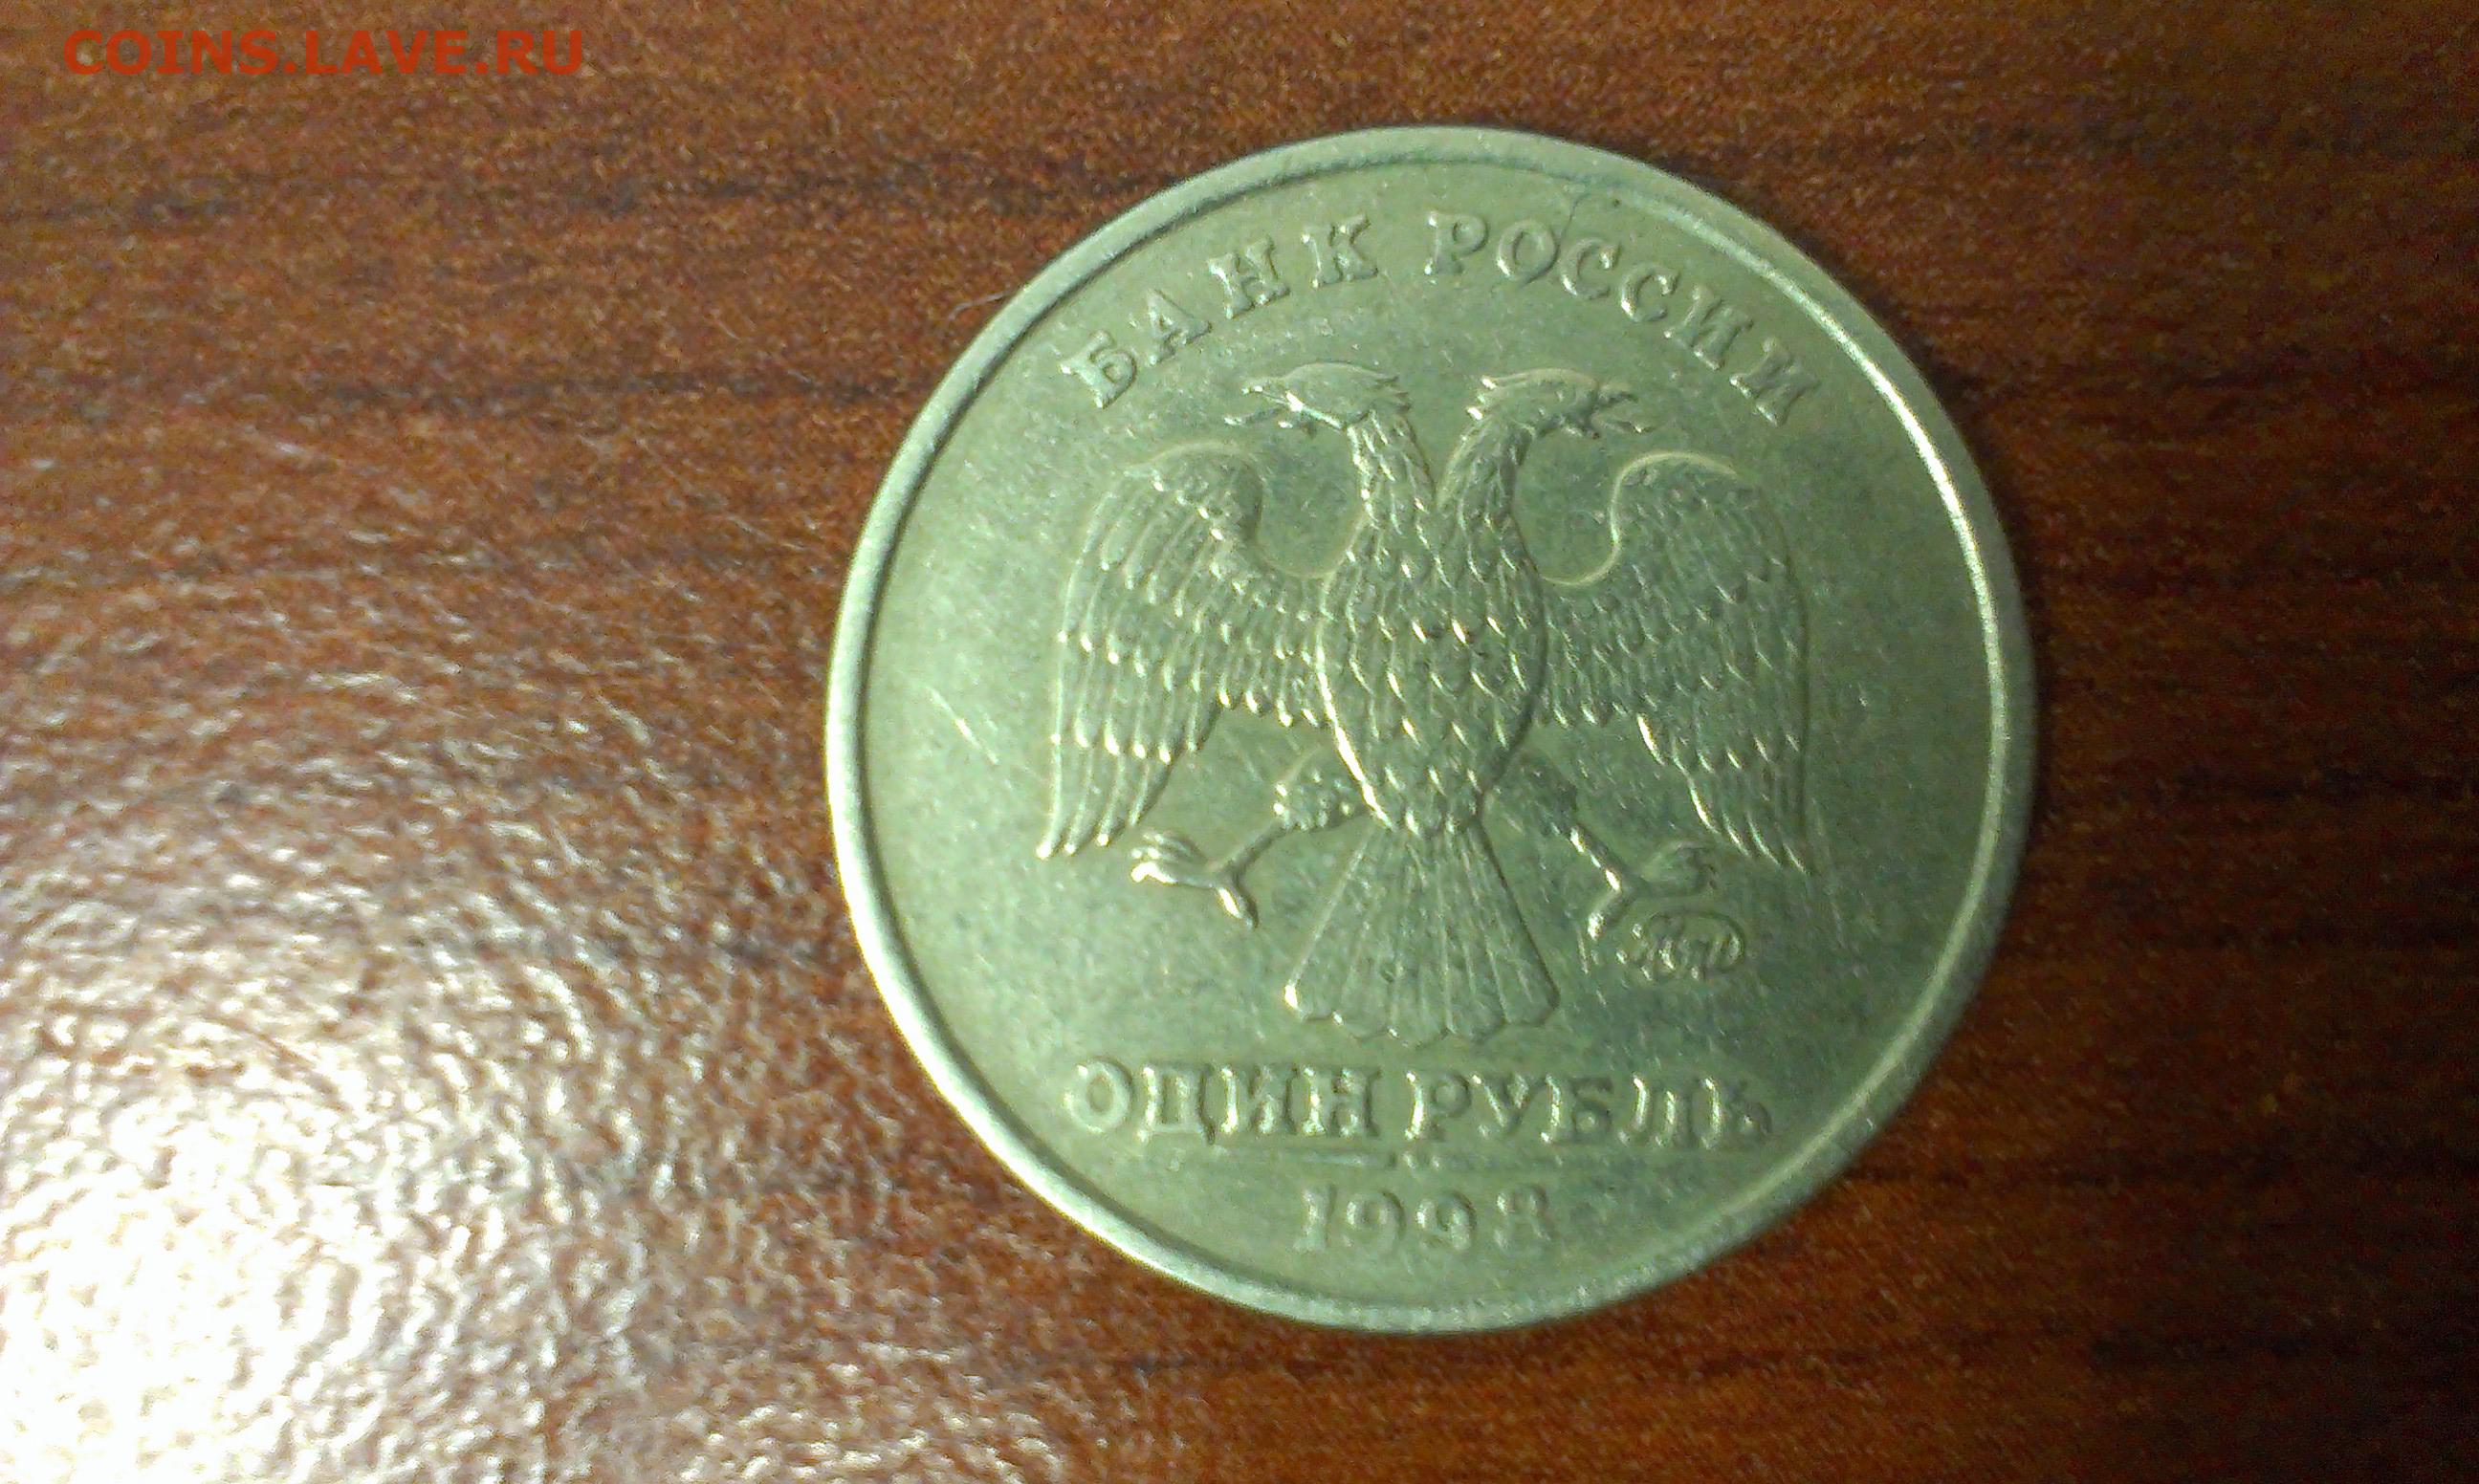 COINS.LAVE.RU
БАНК РОССИИ
ОДИН РУБЛЬ
1998